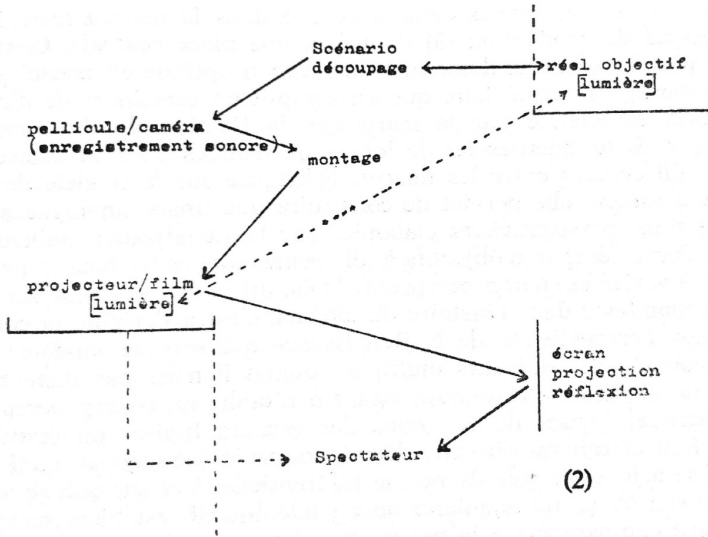 Scénario
découpage
réel objectif
[lumière]
pellicule/caméra
(enregistrement sonore)
montage
projecteur/film
[lumière]
écran
projection
réflexion
Spectateur
(2)